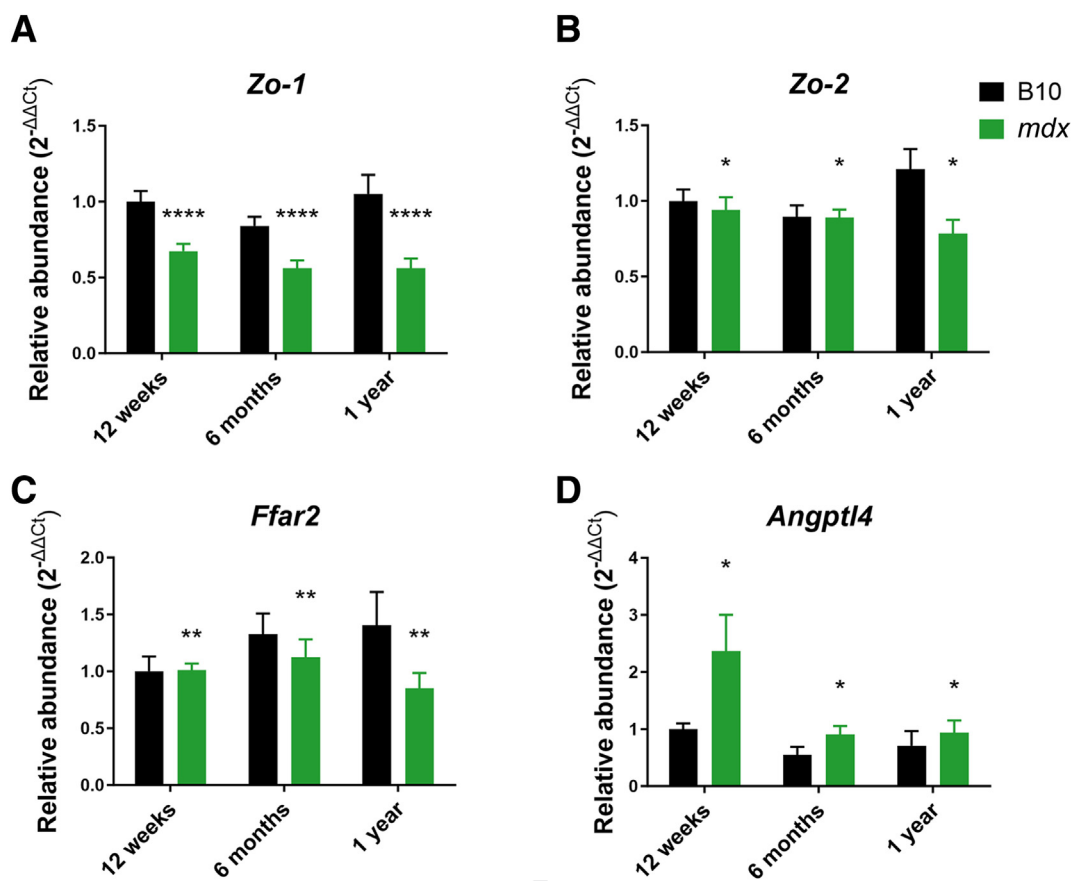 A
Zo-1
Relative abundance (2^-ΔΔCt)
1.5
1.0
0.5
0.0
**** **** ****
12 weeks
6 months
1 year
B
Zo-2
B10
mdx
Relative abundance (2^-ΔΔCt)
1.5
1.0
0.5
0.0
* * *
12 weeks
6 months
1 year
C
Ffar2
Relative abundance (2^-ΔΔCt)
2.0
1.5
1.0
0.5
0.0
** ** **
12 weeks
6 months
1 year
D
Angptl4
Relative abundance (2^-ΔΔCt)
4
3
2
1
0
* * *
12 weeks
6 months
1 year